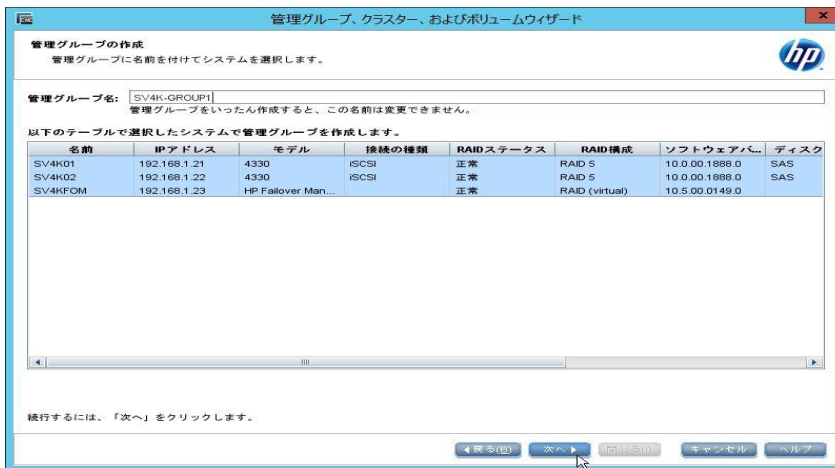 CMC
管理グループ、クラスター、およびボリュームウィザード
x
管理グループの作成
管理グループに名前を付けてシステムを選択します。
hp
管理グループ名: SV4K-GROUP1
管理グループをいったん作成すると、この名前は変更できません。
以下のテーブルで選択したシステムで管理グループを作成します。
名前 IPアドレス モデル 接続の種類 RAIDステータス RAID構成 ソフトウェアバ... ディスク
SV4K01 192.168.1.21 4330 iSCSI 正常 RAID 5 10.0.00.1888.0 SAS
SV4K02 192.168.1.22 4330 iSCSI 正常 RAID 5 10.0.00.1888.0 SAS
SV4KFOM 192.168.1.23 HP Failover Man... 正常 RAID (virtual) 10.5.00.0149.0
続行するには、「次へ」をクリックします。
戻る(B) 次へ キャンセル ヘルプ